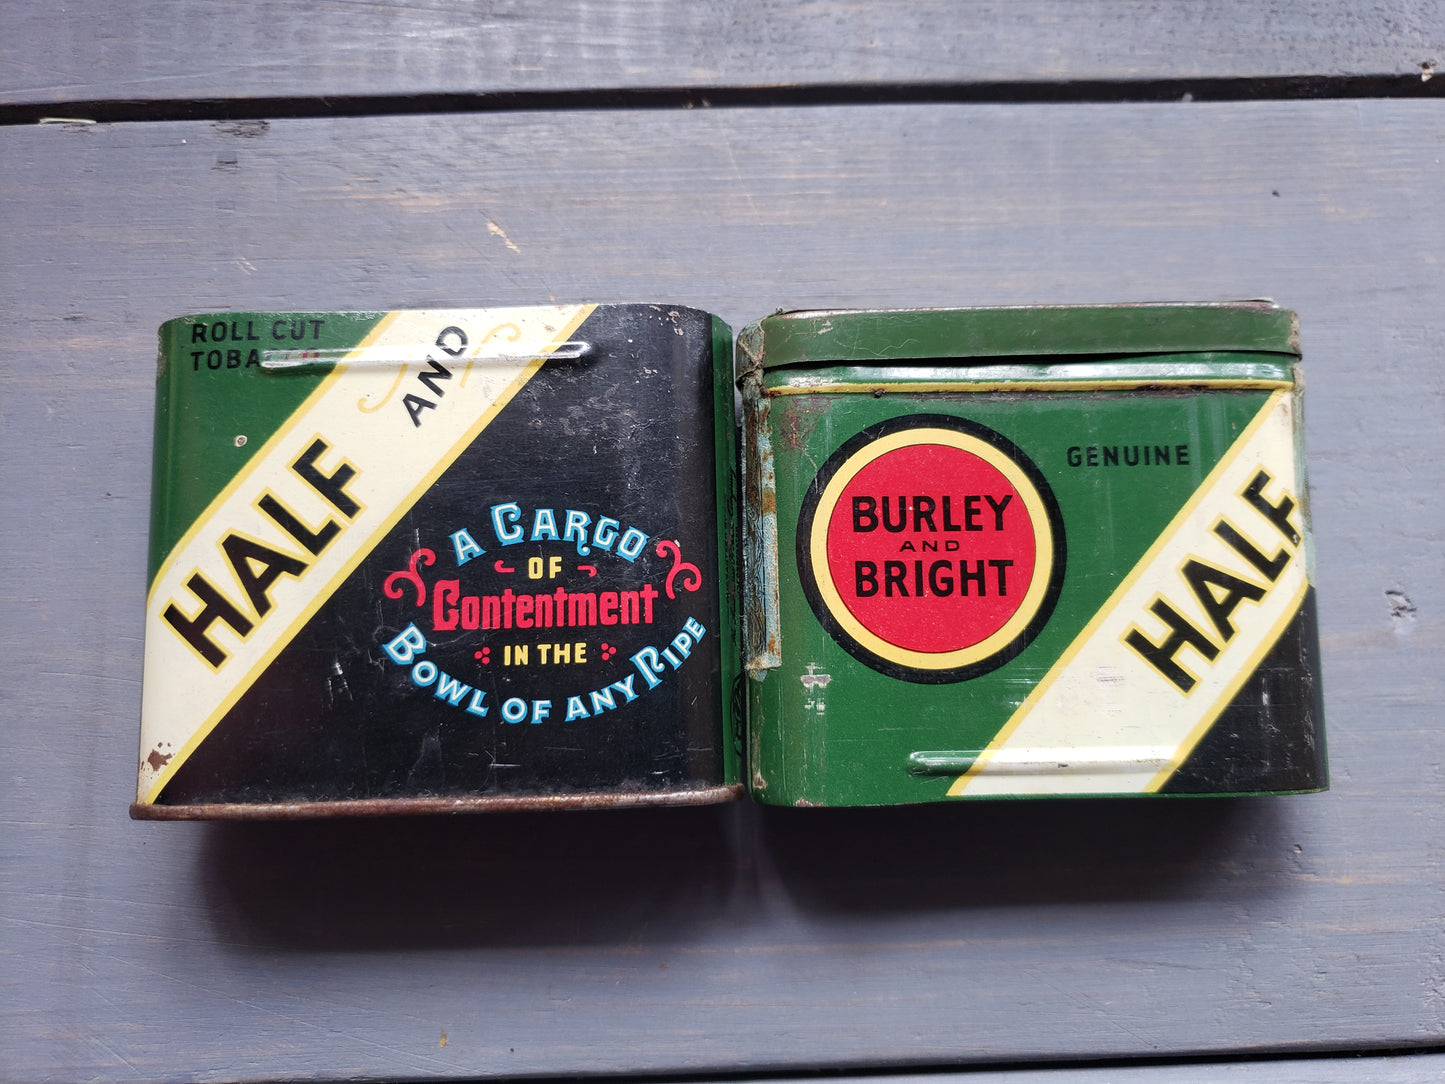 ROLL CUT
HALF AND
A CARGO
OF
Contentment
IN THE
BOWL OF ANY PIPE
BURLEY
AND
BRIGHT
GENUINE
HALF